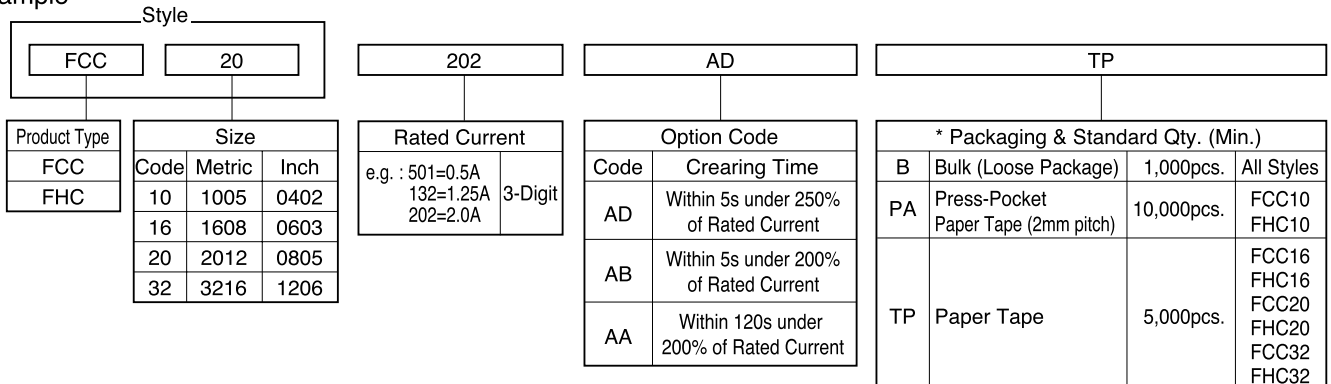 ample
Style
FCC 20 202 AD TP
Product Type
FCC
FHC
Size
Code Metric Inch
10 1005 0402
16 1608 0603
20 2012 0805
32 3216 1206
Rated Current
e.g. : 501=0.5A
132=1.25A
202=2.0A
3-Digit
Option Code
Code Crearing Time
AD Within 5s under 250%
of Rated Current
AB Within 5s under 200%
of Rated Current
AA Within 120s under
200% of Rated Current
* Packaging & Standard Qty. (Min.)
B Bulk (Loose Package) 1,000pcs. All Styles
PA Press-Pocket
Paper Tape (2mm pitch) 10,000pcs. FCC10
FHC10
TP Paper Tape 5,000pcs. FCC16
FHC16
FCC20
FHC20
FCC32
FHC32